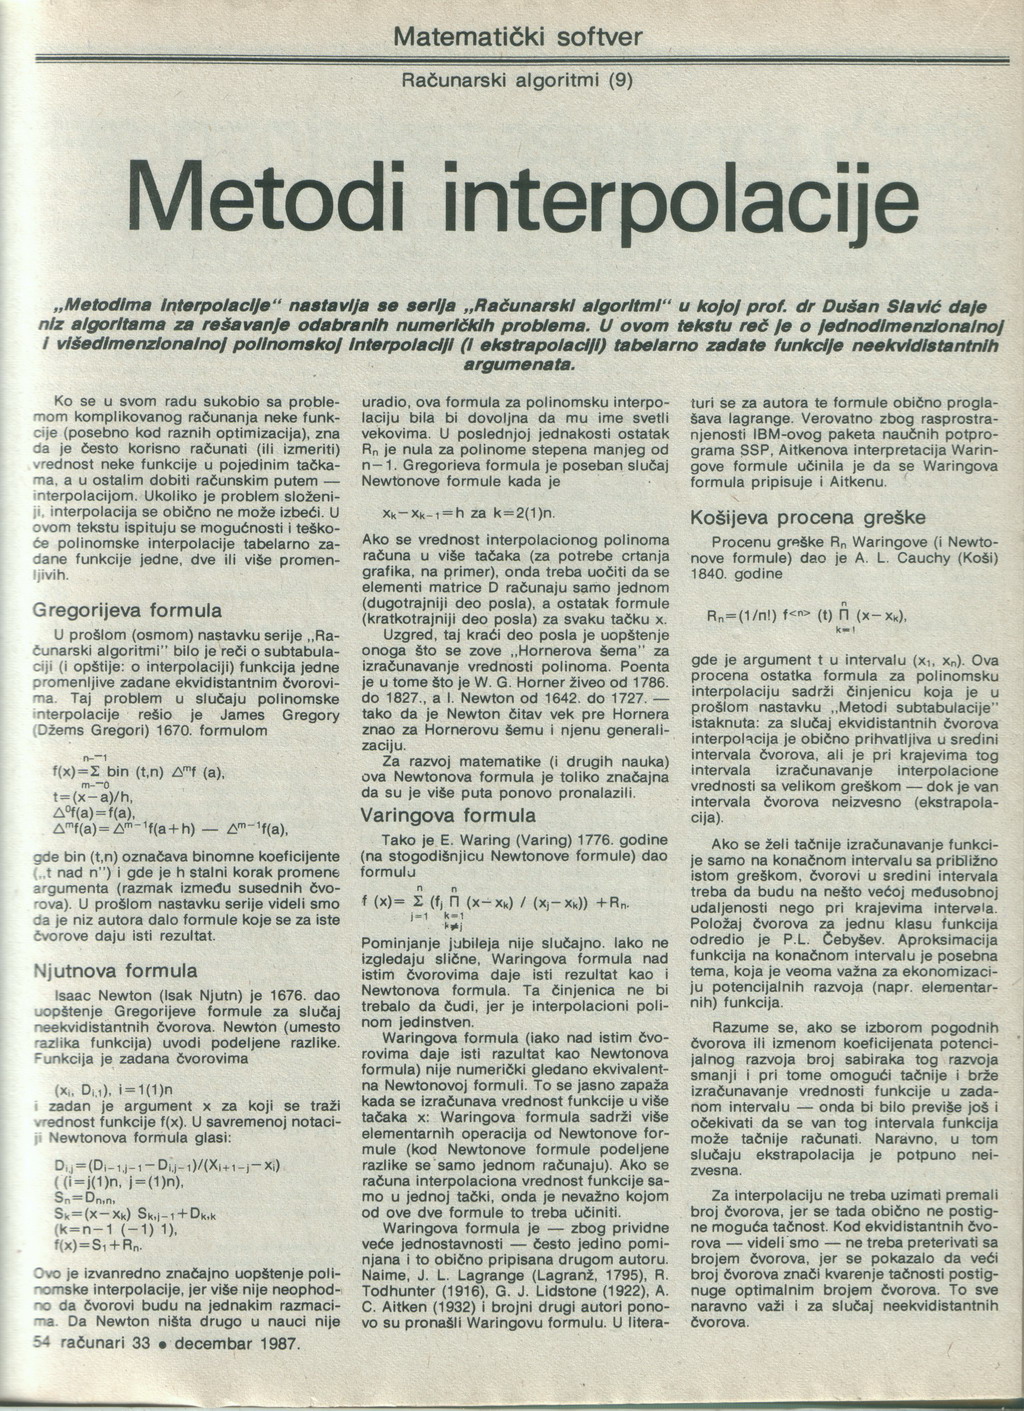 Matematički softver
Računarski algoritmi (9)
Metodi interpolacije
„Metodima interpolacije" nastavlja se serija „Računarski algoritmi" u kojoj prof. dr Dušan Slavić daje
niz algoritama za rešavanje odabranih numeričkih problema. U ovom tekstu reč je o jednodimenzionalnoj
i višedimenzionalnoj polinomskoj interpolaciji (i ekstrapolaciji) tabelarno zadate funkcije neekvidistantnih
argumenata.
Ko se u svom radu sukobio sa proble-
mom komplikovanog računanja neke funk-
cije (posebno kod raznih optimizacija), zna
da je često korisno računati (ili izmeriti)
vrednost neke funkcije u pojedinim tačka-
ma, a u ostalim dobiti računskim putem —
interpolacijom. Ukoliko je problem složeni-
ji, interpolacija se obično ne može izbeći. U
ovom tekstu ispituju se mogućnosti i teško-
će polinomske interpolacije tabelarno za-
dane funkcije jedne, dve ili više promen-
ljivih.
Gregorijeva formula
U prošlom (osmom) nastavku serije „Ra-
čunarski algoritmi" bilo je reči o subtabula-
ciji (i opštije: o interpolaciji) funkcija jedne
promenljive zadane ekvidistantnim čvorovi-
ma. Taj problem u slučaju polinomske
interpolacije rešio je James Gregory
(Džems Gregori) 1670. formulom
n-1
f(x)=Σ bin (t,n) Δᵐf (a),
m=0
t=(x−a)/h,
Δ⁰f(a)=f(a),
Δᵐf(a)=Δᵐ⁻¹f(a+h) — Δᵐ⁻¹f(a),
gde bin (t,n) označava binomne koeficijente
(„t nad n") i gde je h stalni korak promene
argumenta (razmak između susednih čvo-
rova). U prošlom nastavku serije videli smo
da je niz autora dalo formule koje se za iste
čvorove daju isti rezultat.
Njutnova formula
Isaac Newton (Isak Njutn) je 1676. dao
uopštenje Gregorijeve formule za slučaj
neekvidistantnih čvorova. Newton (umesto
razlika funkcija) uvodi podeljene razlike.
Funkcija je zadana čvorovima
(xᵢ, Dᵢ,₁), i=1(1)n
i zadan je argument x za koji se traži
vrednost funkcije f(x). U savremenoj notaci-
ji Newtonova formula glasi:
Dᵢ,ⱼ=(Dᵢ₋₁,ⱼ₋₁−Dᵢ,ⱼ₋₁)/(Xᵢ₊₁₋ⱼ−Xᵢ)
( (i=j(1)n, j=(1)n),
Sₙ=Dₙ,ₙ,
Sₖ=(x−xₖ) Sₖ,ⱼ₋₁+Dₖ,ₖ
(k=n−1 (−1) 1),
f(x)=S₁+Rₙ.
Ovo je izvanredno značajno uopštenje poli-
nomske interpolacije, jer više nije neophod-
no da čvorovi budu na jednakim razmaci-
ma. Da Newton ništa drugo u nauci nije
54 računari 33 • decembar 1987.
uradio, ova formula za polinomsku interpo-
laciju bila bi dovoljna da mu ime svetli
vekovima. U poslednjoj jednakosti ostatak
Rₙ je nula za polinome stepena manjeg od
n−1. Gregorieva formula je poseban slučaj
Newtonove formule kada je
xₖ−xₖ₋₁=h za k=2(1)n.
Ako se vrednost interpolacionog polinoma
računa u više tačaka (za potrebe crtanja
grafika, na primer), onda treba uočiti da se
elementi matrice D računaju samo jednom
(dugotrajniji deo posla), a ostatak formule
(kratkotrajniji deo posla) za svaku tačku x.
Uzgred, taj kraći deo posla je uopštenje
onoga što se zove „Hornerova šema" za
izračunavanje vrednosti polinoma. Poenta
je u tome što je W. G. Horner živeo od 1786.
do 1827., a I. Newton od 1642. do 1727. —
tako da je Newton čitav vek pre Hornera
znao za Hornerovu šemu i njenu generali-
zaciju.
Za razvoj matematike (i drugih nauka)
ova Newtonova formula je toliko značajna
da su je više puta ponovo pronalazili.
Varingova formula
Tako je E. Waring (Varing) 1776. godine
(na stogodišnjicu Newtonove formule) dao
formulu
n n
f (x)= Σ (fⱼ Π (x−xₖ) / (xⱼ−xₖ)) +Rₙ.
j=1 k=1
k≠j
Pominjanje jubileja nije slučajno. Iako ne
izgledaju slične, Waringova formula nad
istim čvorovima daje isti rezultat kao i
Newtonova formula. Ta činjenica ne bi
trebalo da čudi, jer je interpolacioni poli-
nom jedinstven.
Waringova formula (iako nad istim čvo-
rovima daje isti razultat kao Newtonova
formula) nije numerički gledano ekvivalent-
na Newtonovoj formuli. To se jasno zapaža
kada se izračunava vrednost funkcije u više
tačaka x: Waringova formula sadrži više
elementarnih operacija od Newtonove for-
mule (kod Newtonove formule podeljene
razlike se samo jednom računaju). Ako se
računa interpolaciona vrednost funkcije sa-
mo u jednoj tački, onda je nevažno kojom
od ove dve formule to treba učiniti.
Waringova formula je — zbog prividne
veće jednostavnosti — često jedino pomi-
njana i to obično pripisana drugom autoru.
Naime, J. L. Lagrange (Lagranž, 1795), R.
Todhunter (1916), G. J. Lidstone (1922), A.
C. Aitken (1932) i brojni drugi autori pono-
vo su pronašli Waringovu formulu. U litera-
turi se za autora te formule obično progla-
šava lagrange. Verovatno zbog rasprostra-
njenosti IBM-ovog paketa naučnih potpro-
grama SSP, Aitkenova interpretacija Warin-
gove formule učinila je da se Waringova
formula pripisuje i Aitkenu.
Košijeva procena greške
Procenu greške Rₙ Waringove (i Newto-
nove formule) dao je A. L. Cauchy (Koši)
1840. godine
n
Rₙ=(1/n!) f<ⁿ> (t) Π (x−xₖ),
k=1
gde je argument t u intervalu (x₁, xₙ). Ova
procena ostatka formula za polinomsku
interpolaciju sadrži činjenicu koja je u
prošlom nastavku „Metodi subtabulacije"
istaknuta: za slučaj ekvidistantnih čvorova
interpolacija je obično prihvatljiva u sredini
intervala čvorova, ali je pri krajevima tog
intervala izračunavanje interpolacione
vrednosti sa velikom greškom — dok je van
intervala čvorova neizvesno (ekstrapola-
cija).
Ako se želi tačnije izračunavanje funkci-
je samo na konačnom intervalu sa približno
istom greškom, čvorovi u sredini intervala
treba da budu na nešto većoj međusobnoj
udaljenosti nego pri krajevima intervala.
Položaj čvorova za jednu klasu funkcija
odredio je P.L. Čebyšev. Aproksimacija
funkcija na konačnom intervalu je posebna
tema, koja je veoma važna za ekonomizaci-
ju potencijalnih razvoja (napr. elementar-
nih) funkcija.
Razume se, ako se izborom pogodnih
čvorova ili izmenom koeficijenata potenci-
jalnog razvoja broj sabiraka tog razvoja
smanji i pri tome omogući tačnije i brže
izračunavanje vrednosti funkcije u zada-
nom intervalu — onda bi bilo previše još i
očekivati da se van tog intervala funkcija
može tačnije računati. Naravno, u tom
slučaju ekstrapolacija je potpuno nei-
zvesna.
Za interpolaciju ne treba uzimati premali
broj čvorova, jer se tada obično ne postig-
ne moguća tačnost. Kod ekvidistantnih čvo-
rova — videli smo — ne treba preterivati sa
brojem čvorova, jer se pokazalo da veći
broj čvorova znači kvarenje tačnosti postig-
nuge optimalnim brojem čvorova. To sve
naravno važi i za slučaj neekvidistantnih
čvorova.